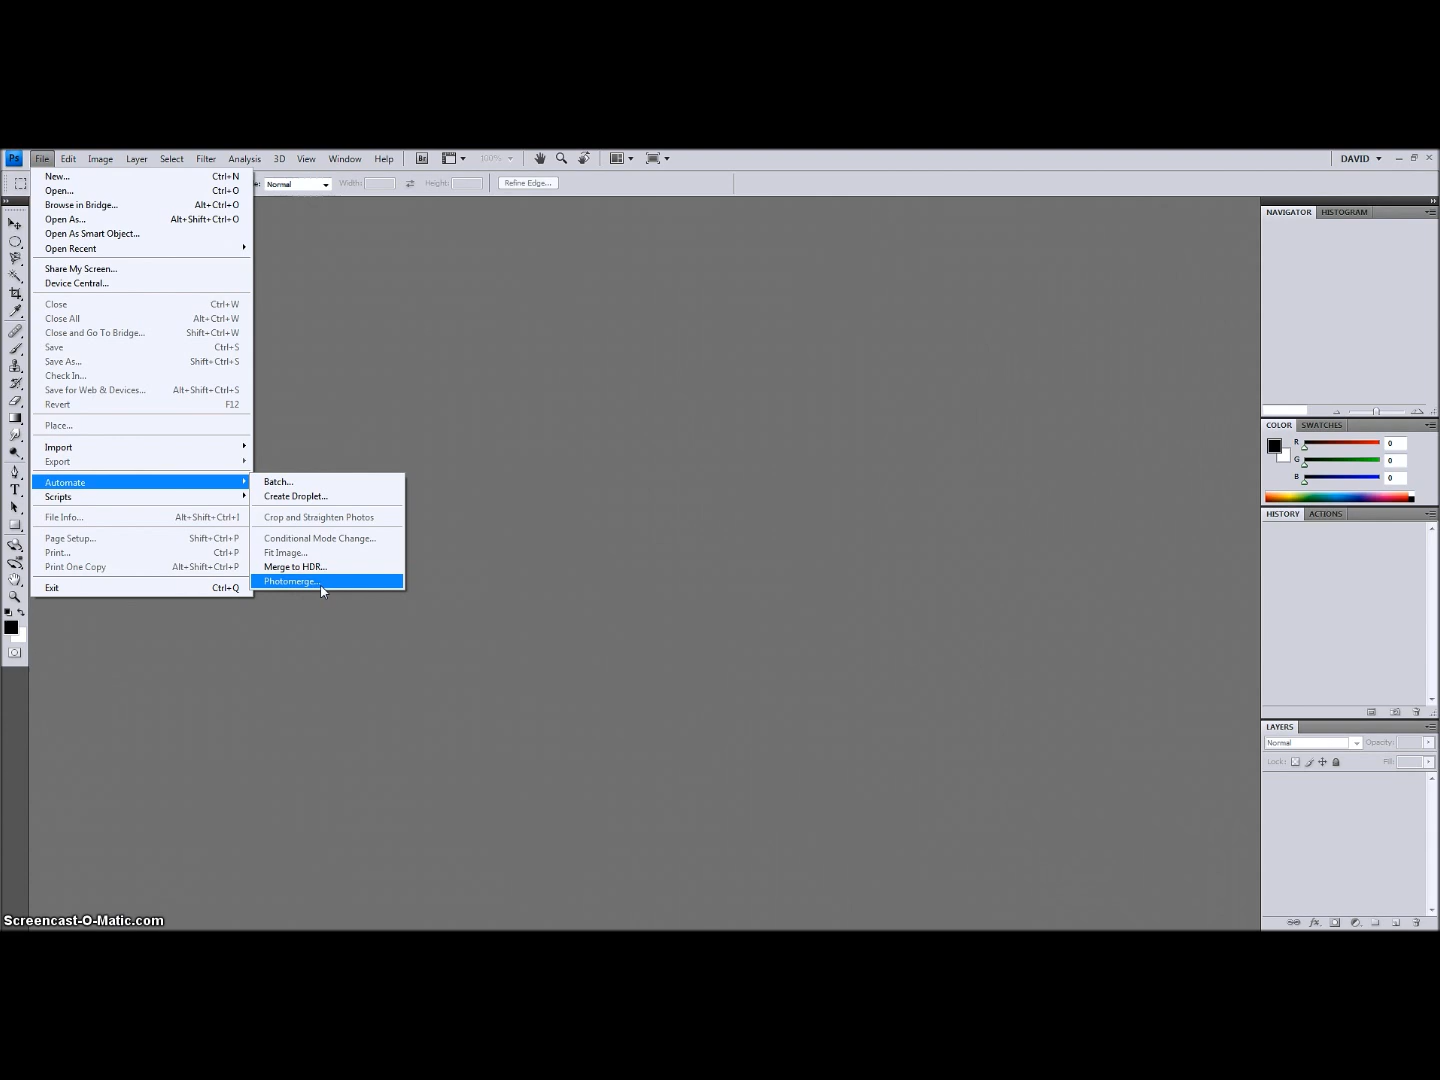 Ps File Edit Image Layer Select Filter Analysis 3D View Window Help Br 100% DAVID
Normal Width: Height: Refine Edge...
New... Ctrl+N
Open... Ctrl+O
Browse in Bridge... Alt+Ctrl+O
Open As... Alt+Shift+Ctrl+O
Open As Smart Object...
Open Recent
Share My Screen...
Device Central...
Close Ctrl+W
Close All Alt+Ctrl+W
Close and Go To Bridge... Shift+Ctrl+W
Save Ctrl+S
Save As... Shift+Ctrl+S
Check In...
Save for Web & Devices... Alt+Shift+Ctrl+S
Revert F12
Place...
Import
Export
Automate
Scripts
File Info... Alt+Shift+Ctrl+I
Page Setup... Shift+Ctrl+P
Print... Ctrl+P
Print One Copy Alt+Shift+Ctrl+P
Exit Ctrl+Q
Batch...
Create Droplet...
Crop and Straighten Photos
Conditional Mode Change...
Fit Image...
Merge to HDR...
Photomerge...
NAVIGATOR HISTOGRAM
COLOR SWATCHES
R 0
G 0
B 0
HISTORY ACTIONS
LAYERS
Normal Opacity:
Lock: Fill:
Screencast-O-Matic.com